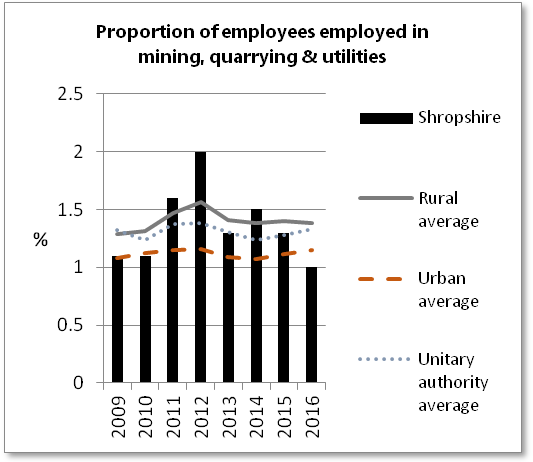 Proportion of employees employed in
mining, quarrying & utilities
2.5
2
1.5
1
0.5
0
%
2009
2010
2011
2012
2013
2014
2015
2016
Shropshire
Rural
average
Urban
average
Unitary
authority
average